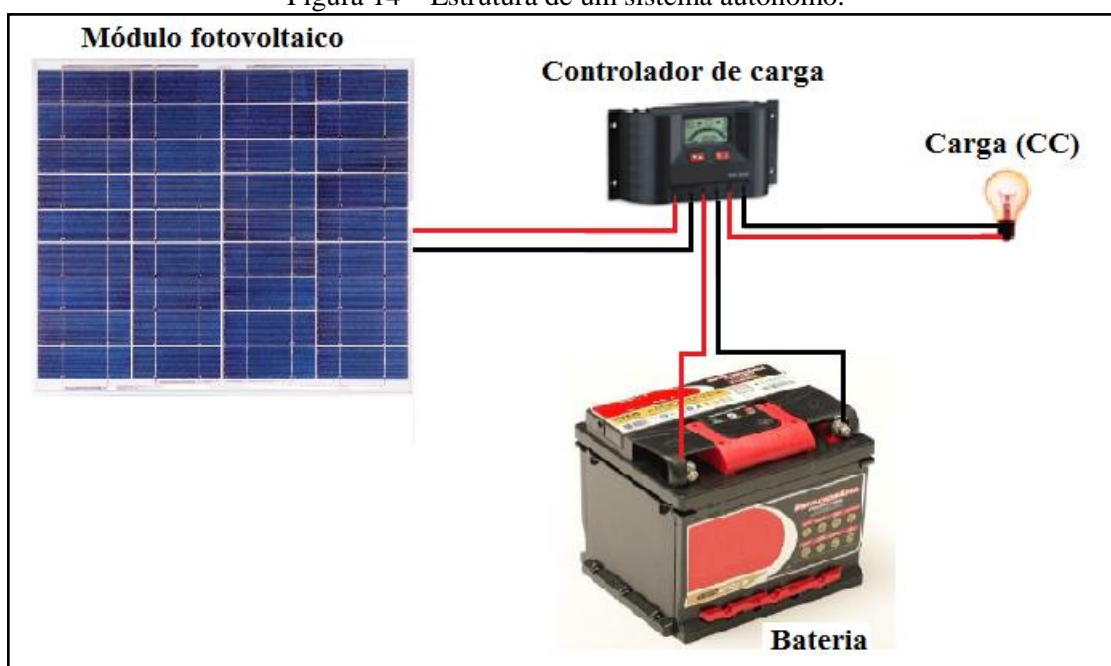 Figura 14 – Estrutura de um sistema autônomo.
Módulo fotovoltaico
Controlador de carga
Carga (CC)
Bateria